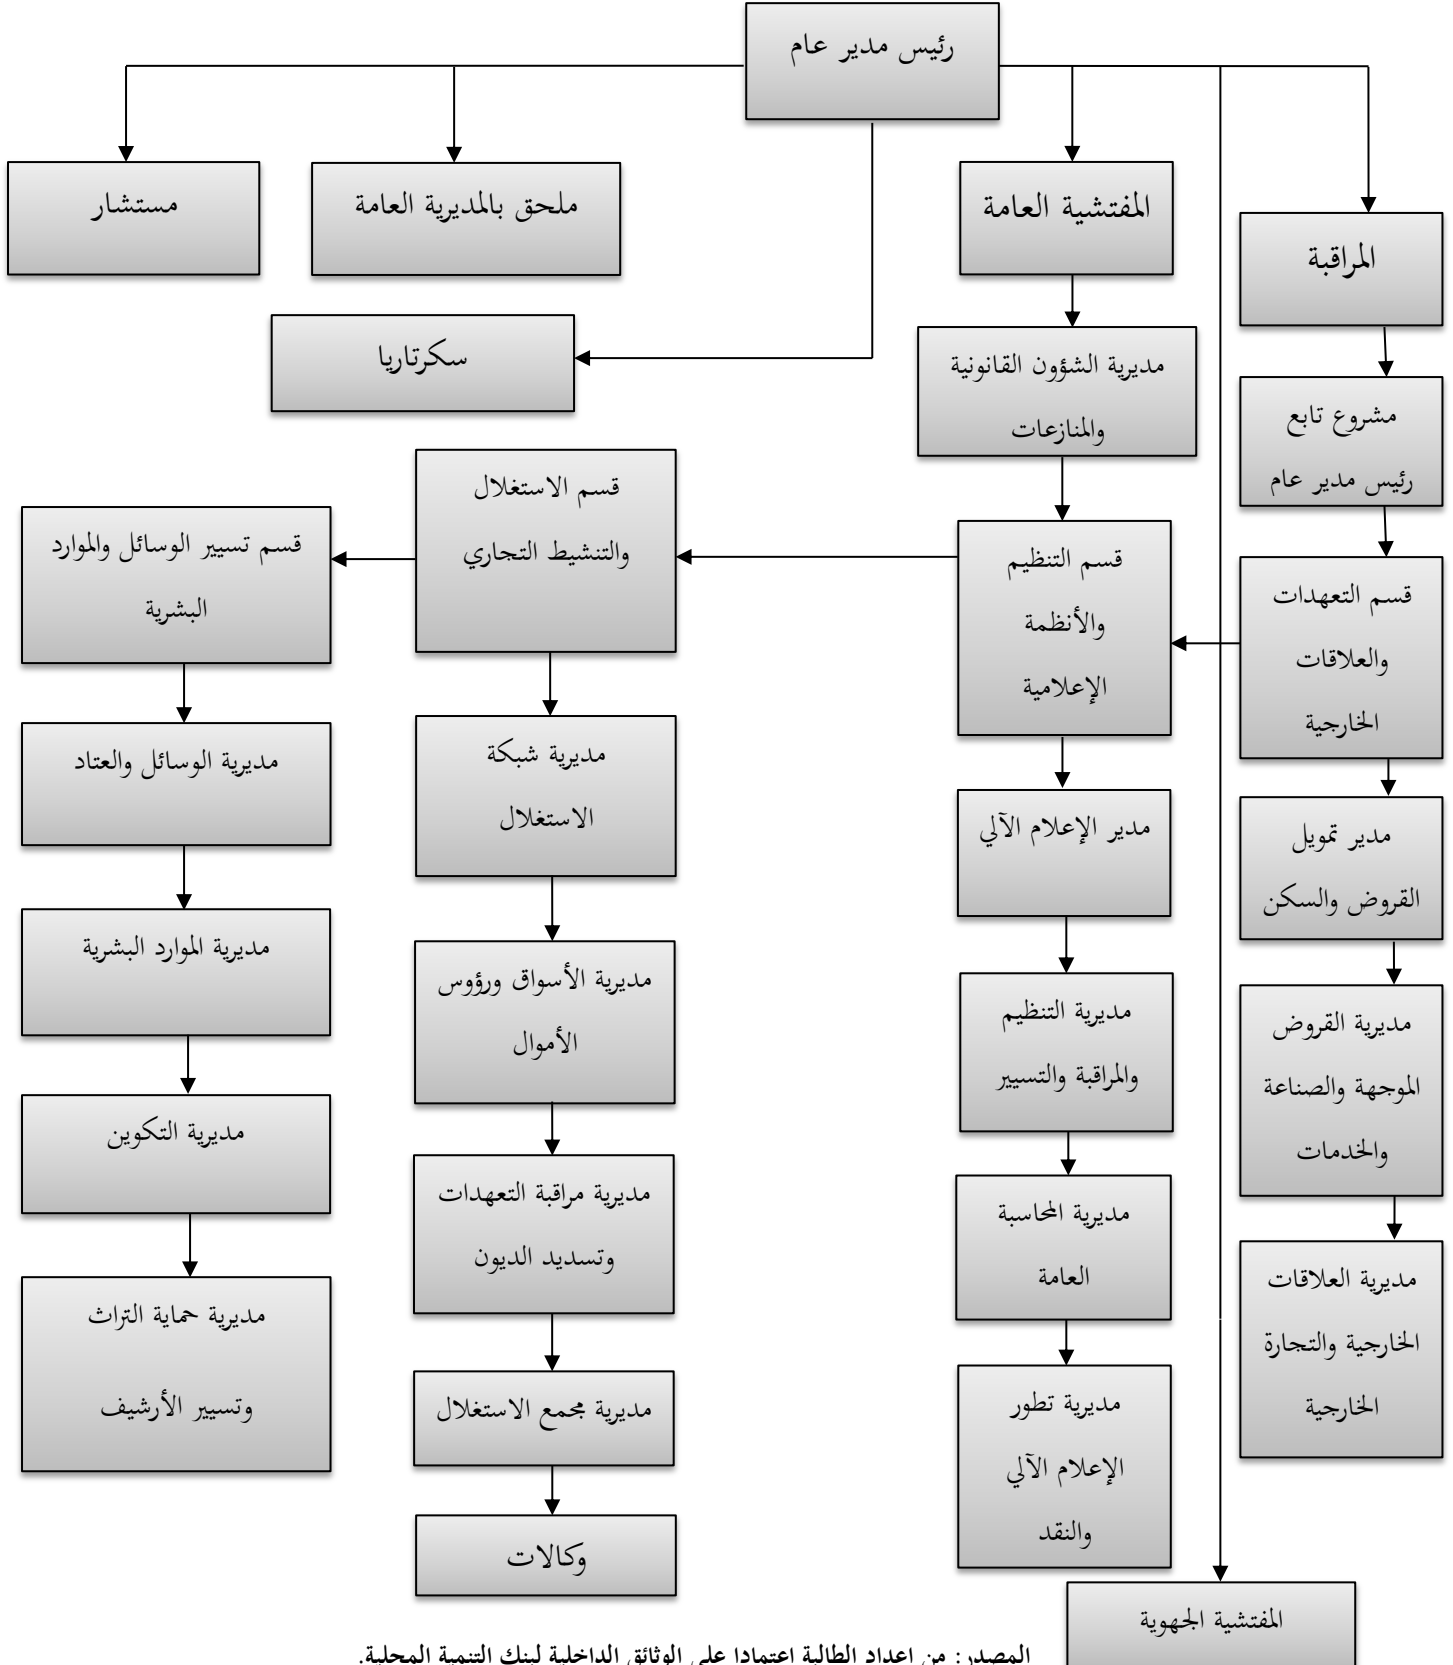 رئيس مدير عام
المراقبة
المفتشية العامة
ملحق بالمديرية العامة
مستشار
سكرتاريا
مشروع تابع
رئيس مدير عام
مديرية الشؤون القانونية
والمنازعات
قسم التعهدات
والعلاقات
الخارجية
قسم التنظيم
والأنظمة
الإعلامية
قسم الاستغلال
والتنشيط التجاري
قسم تسيير الوسائل والموارد
البشرية
مدير تمويل
القروض والسكن
مديرية القروض
الموجهة والصناعة
والخدمات
مديرية العلاقات
الخارجية والتجارة
الخارجية
مدير الإعلام الآلي
مديرية التنظيم
والمراقبة والتسيير
مديرية المحاسبة
العامة
مديرية تطور
الإعلام الآلي
والنقد
مديرية شبكة
الاستغلال
مديرية الأسواق ورؤوس
الأموال
مديرية مراقبة التعهدات
وتسديد الديون
مديرية مجمع الاستغلال
وكالات
مديرية الوسائل والعتاد
مديرية الموارد البشرية
مديرية التكوين
مديرية حماية التراث
وتسيير الأرشيف
المفتشية الجهوية
المصدر: من اعداد الطالبة اعتمادا على الوثائق الداخلية لبنك التنمية المحلية.